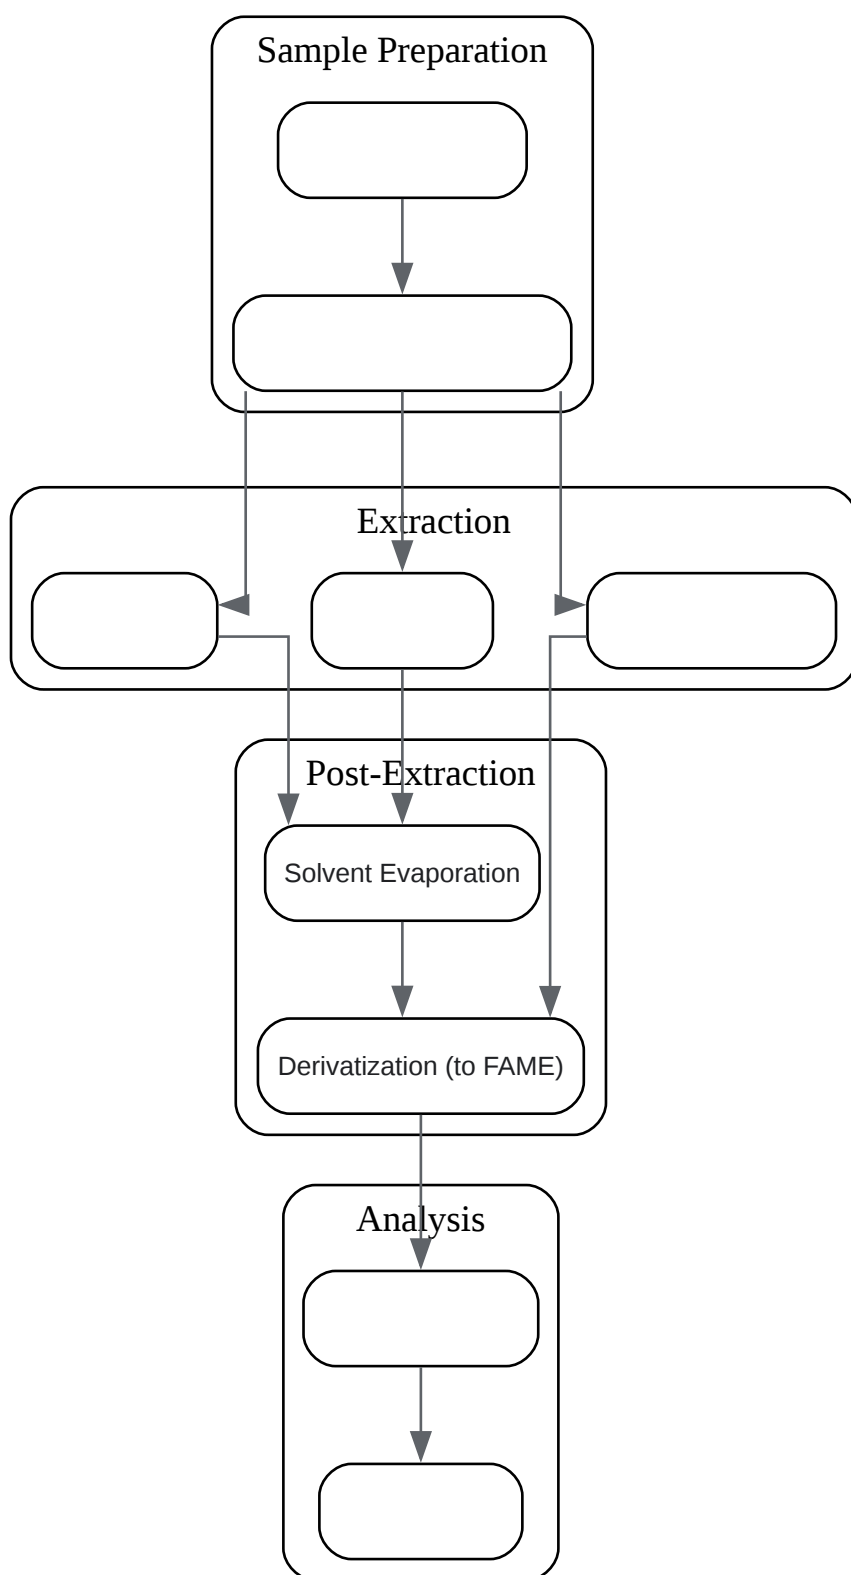 Sample Preparation
Extraction
Post-Extraction
Solvent Evaporation
Derivatization (to FAME)
Analysis